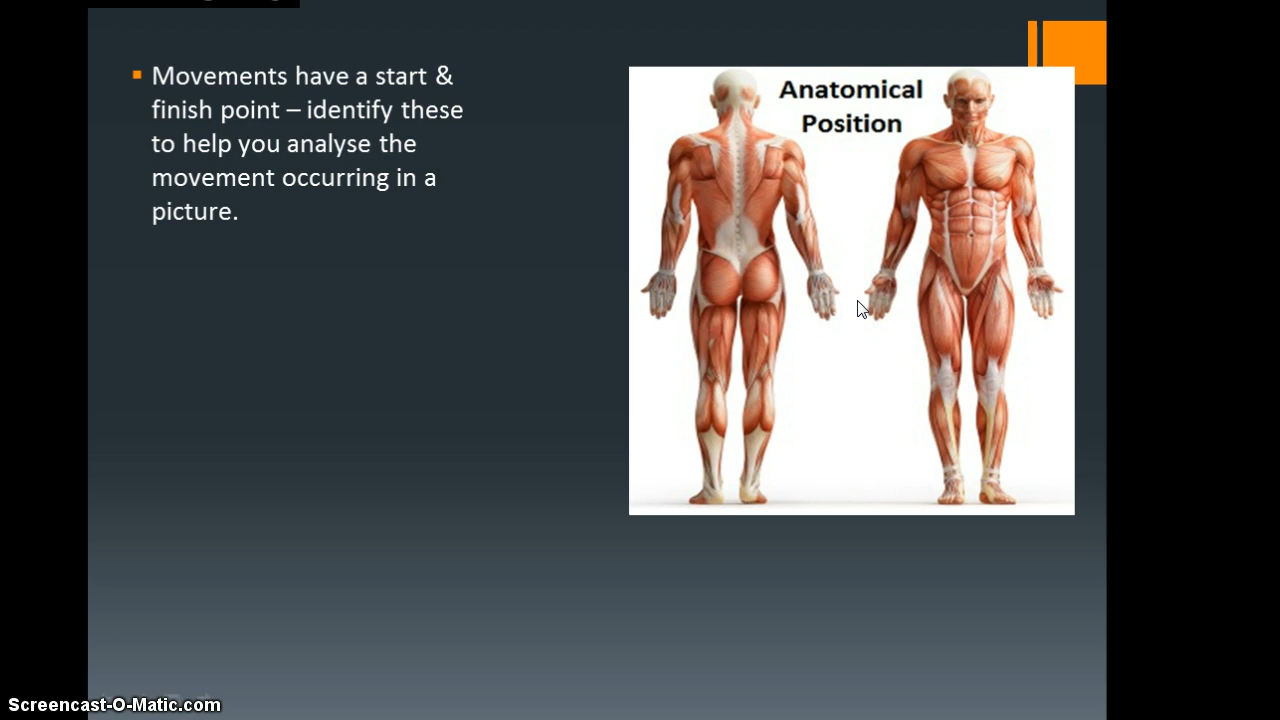 Movements have a start &
finish point – identify these
to help you analyse the
movement occurring in a
picture.
Anatomical
Position
Screencast-O-Matic.com